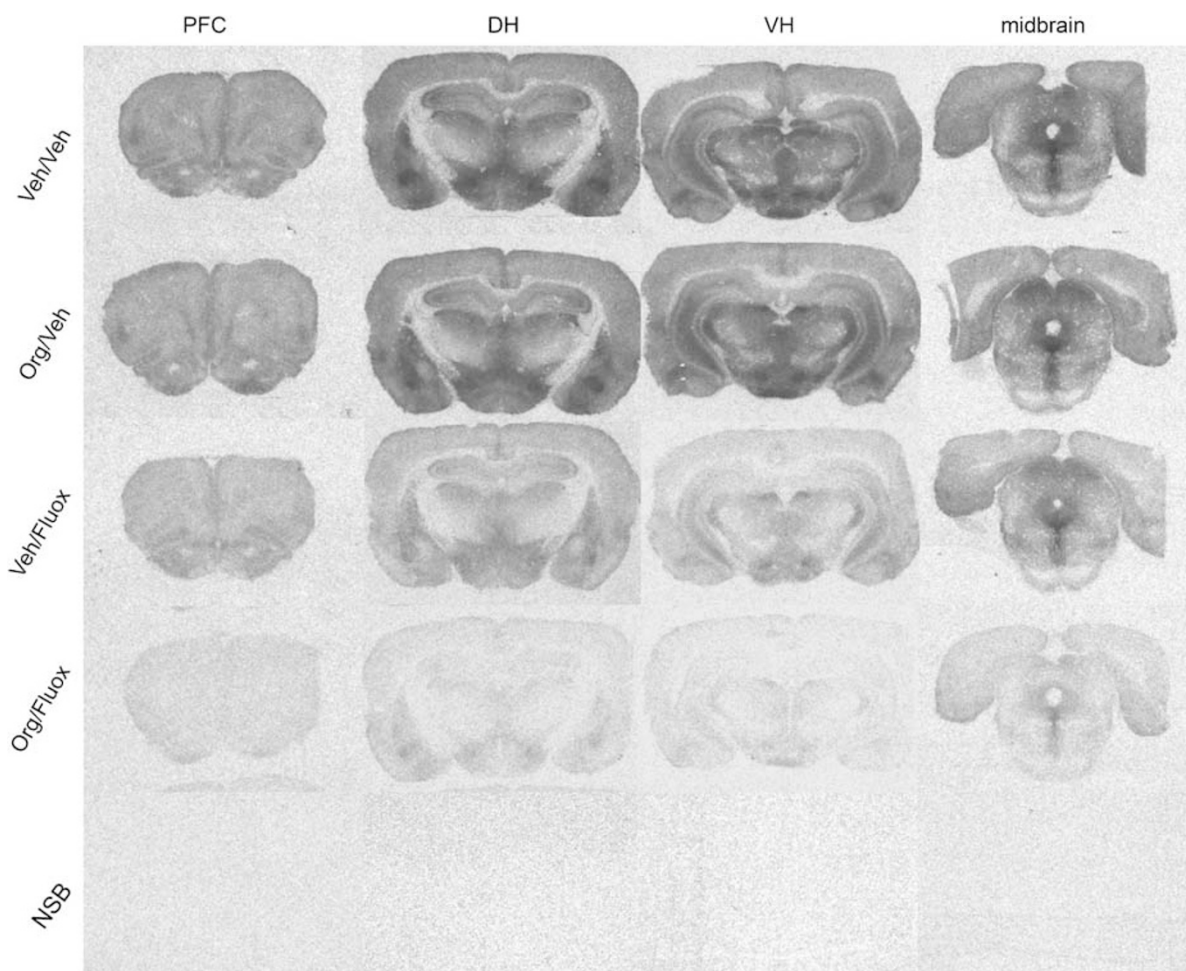 PFC DH VH midbrain
Veh/Veh
Org/Veh
Veh/Fluox
Org/Fluox
NSB